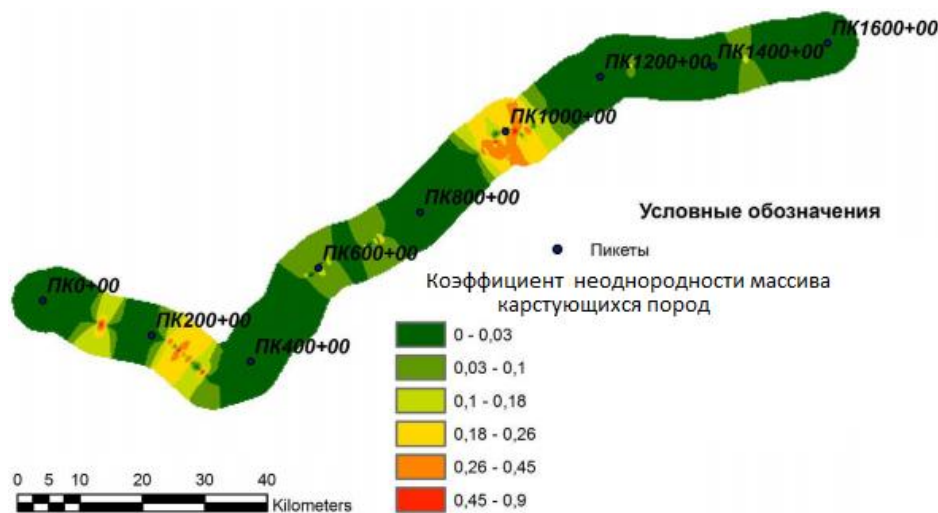 ПК1600+00
ПК1400+00
ПК1200+00
ПК1000+00
ПК800+00
ПК600+00
ПК0+00
ПК200+00
ПК400+00
Условные обозначения
Пикеты
Коэффициент неоднородности массива
карстующихся пород
0 - 0,03
0,03 - 0,1
0,1 - 0,18
0,18 - 0,26
0,26 - 0,45
0,45 - 0,9
0 5 10 20 30 40
Kilometers